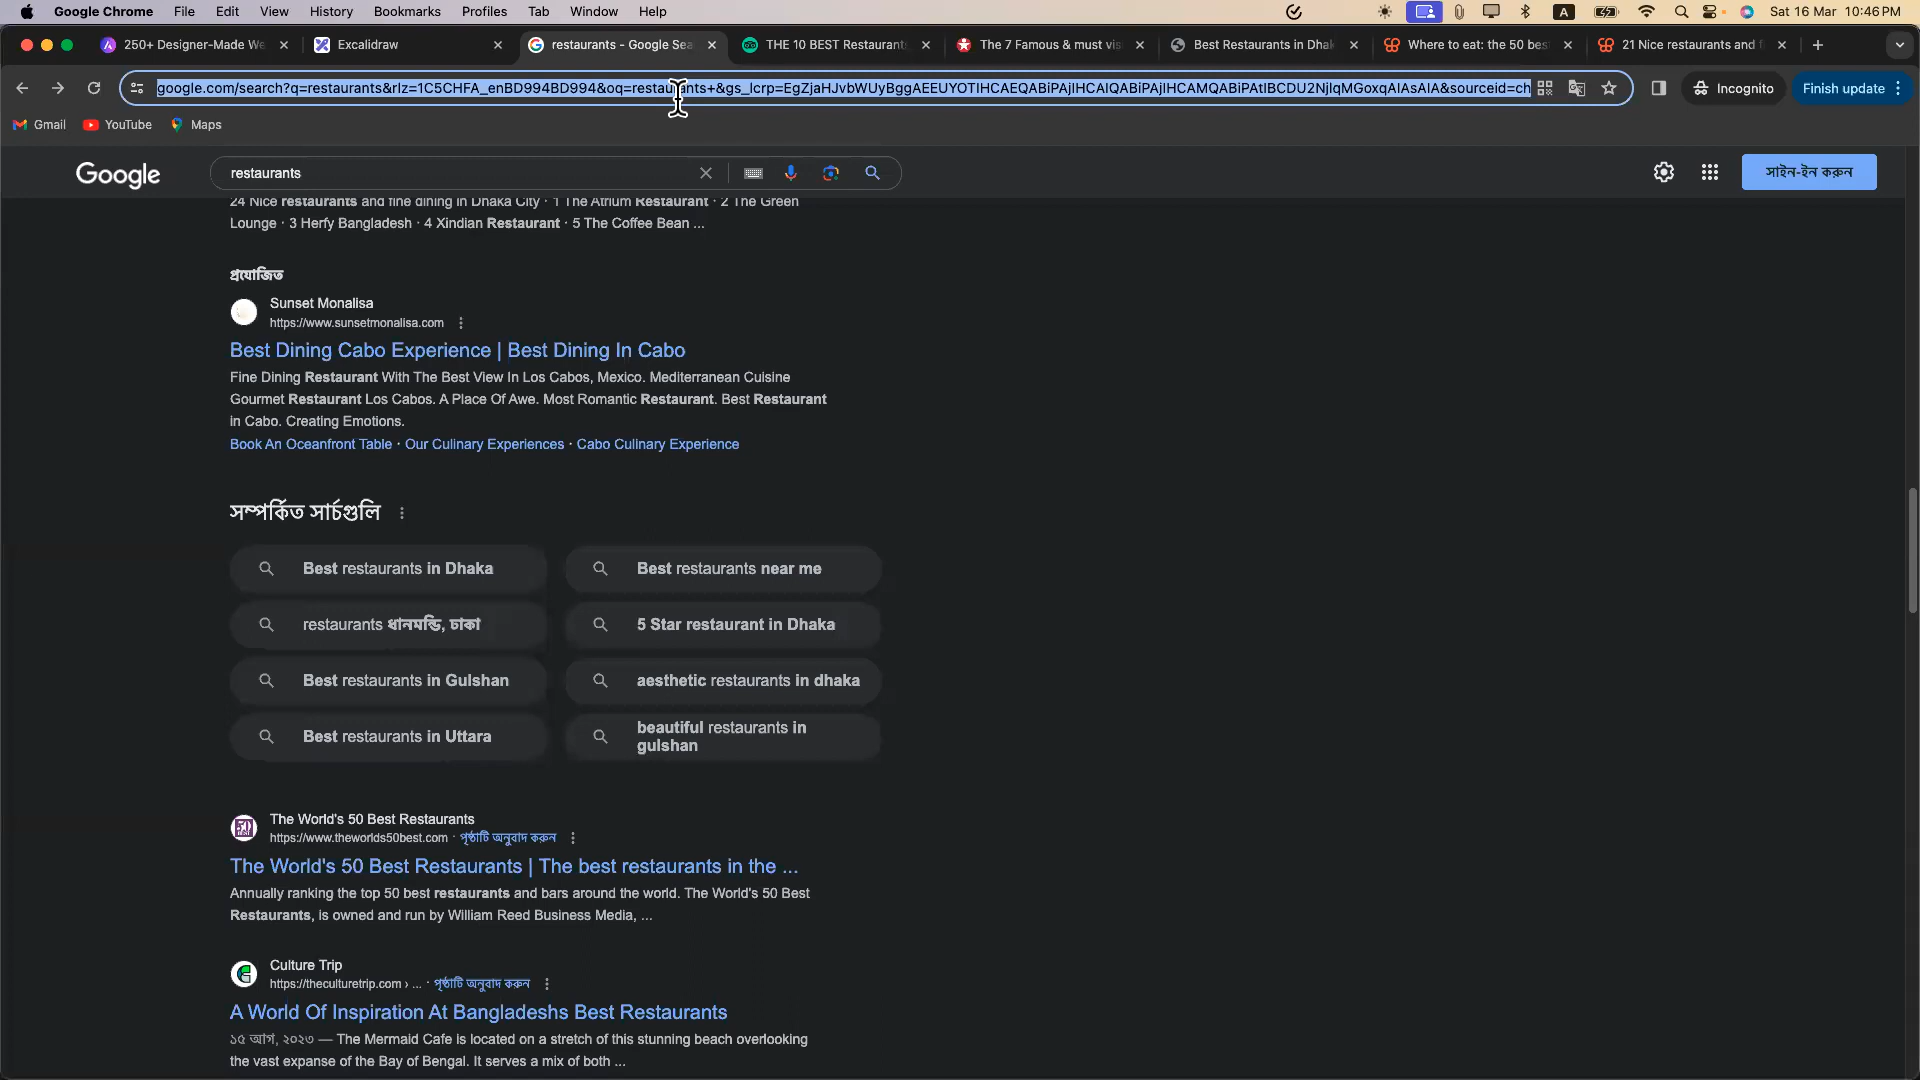 Google Chrome File Edit View History Bookmarks Profiles Tab Window Help A Sat 16 Mar 10:46 PM
250+ Designer-Made We Excalidraw restaurants - Google Sea THE 10 BEST Restaurant The 7 Famous & must vis Best Restaurants in Dhak Where to eat: the 50 bes 21 Nice restaurants and f
google.com/search?q=restaurants&rlz=1C5CHFA_enBD994BD994&oq=restaurants+&gs_lcrp= Incognito Finish update
Gmail YouTube Maps
Google restaurants সাইন-ইন করুন
24 Nice restaurants and fine dining in Dhaka City · 1 The Atrium Restaurant · 2 The Green
Lounge · 3 Herfy Bangladesh · 4 Xindian Restaurant · 5 The Coffee Bean ...
প্রযোজিত
Sunset Monalisa
https://www.sunsetmonalisa.com
Best Dining Cabo Experience | Best Dining In Cabo
Fine Dining Restaurant With The Best View In Los Cabos, Mexico. Mediterranean Cuisine
Gourmet Restaurant Los Cabos. A Place Of Awe. Most Romantic Restaurant. Best Restaurant
in Cabo. Creating Emotions.
Book An Oceanfront Table · Our Culinary Experiences · Cabo Culinary Experience
সম্পর্কিত সার্চগুলি
Best restaurants in Dhaka Best restaurants near me
restaurants ধানমন্ডি, ঢাকা 5 Star restaurant in Dhaka
Best restaurants in Gulshan aesthetic restaurants in dhaka
Best restaurants in Uttara beautiful restaurants in
gulshan
50 BEST The World's 50 Best Restaurants
https://www.theworlds50best.com · পৃষ্ঠাটি অনুবাদ করুন
The World's 50 Best Restaurants | The best restaurants in the ...
Annually ranking the top 50 best restaurants and bars around the world. The World's 50 Best
Restaurants, is owned and run by William Reed Business Media, ...
Culture Trip
https://theculturetrip.com › ... · পৃষ্ঠাটি অনুবাদ করুন
A World Of Inspiration At Bangladeshs Best Restaurants
১৫ আগ, ২০২৩ — The Mermaid Cafe is located on a stretch of this stunning beach overlooking
the vast expanse of the Bay of Bengal. It serves a mix of both ...